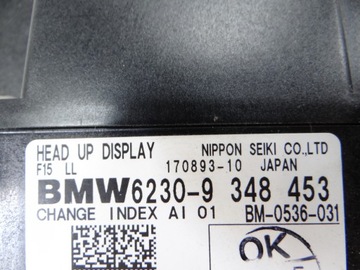 HEAD UP DISPLAY NIPPON SEIKI CO.,LTD
F15 LL 170893-10 JAPAN
BMW6230-9 348 453
CHANGE INDEX AI 01 BM-0536-031
OK